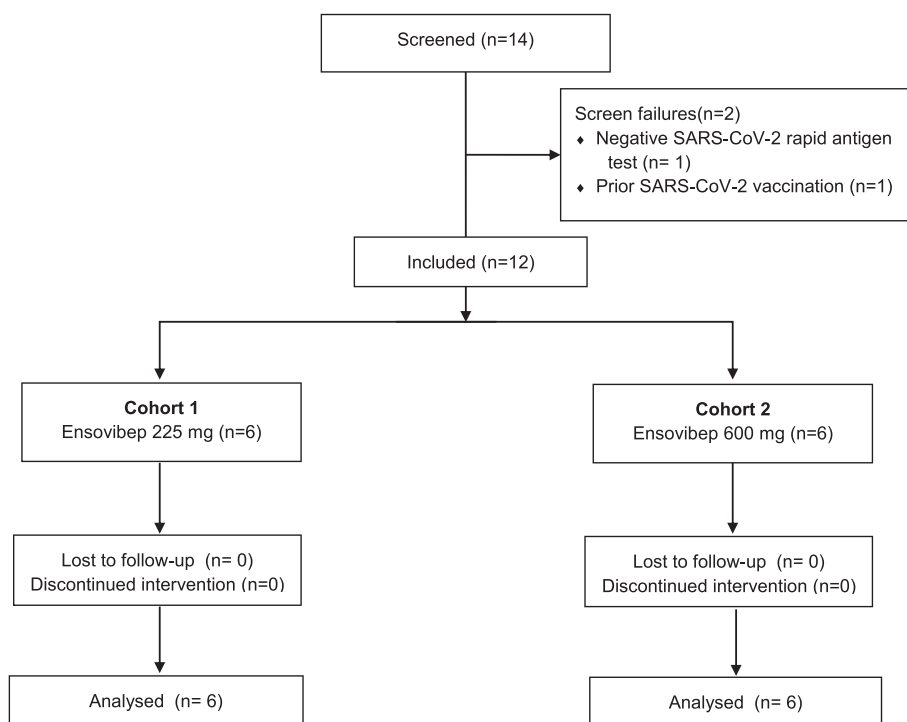 Screened (n=14)
Screen failures(n=2)
♦ Negative SARS-CoV-2 rapid antigen
test (n= 1)
♦ Prior SARS-CoV-2 vaccination (n=1)
Included (n=12)
Cohort 1
Ensovibep 225 mg (n=6)
Cohort 2
Ensovibep 600 mg (n=6)
Lost to follow-up (n= 0)
Discontinued intervention (n=0)
Lost to follow-up (n= 0)
Discontinued intervention (n=0)
Analysed (n= 6)
Analysed (n= 6)